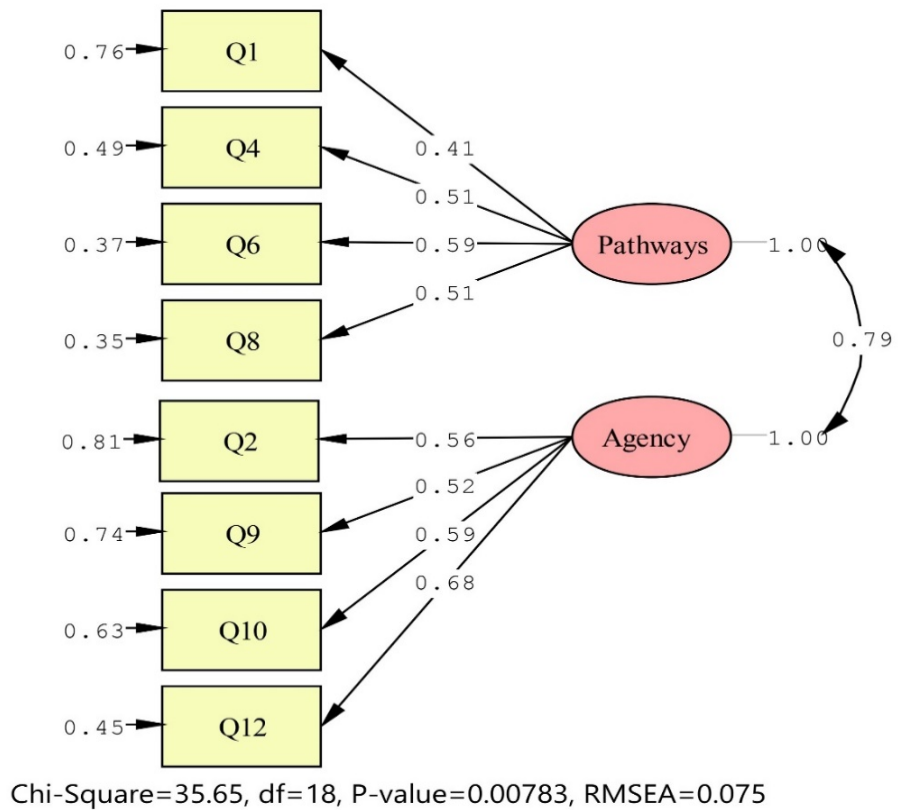 0.76 Q1
0.41
0.49 Q4
0.51
0.37 Q6 0.59 Pathways 1.00
0.51
0.35 Q8 0.79
0.81 Q2 0.56 Agency 1.00
0.52
0.74 Q9 0.59
0.68
0.63 Q10
0.45 Q12
Chi-Square=35.65, df=18, P-value=0.00783, RMSEA=0.075